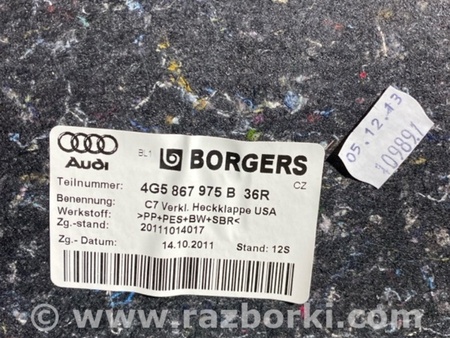 Audi
BL1 BORGERS
CZ
Teilnummer: 4G5 867 975 B 36R
Benennung: C7 Verkl. Heckklappe USA
Werkstoff: >PP+PES+BW+SBR<
Zg.-stand: 20111014017
Zg.- Datum: 14.10.2011 Stand: 12S
05.12.13
109891
www.razborki.com